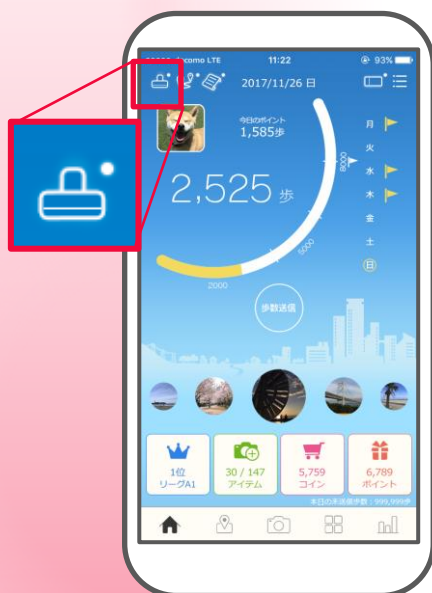 docomo LTE 11:22 93%
2017/11/26 日
今日のポイント
1,585歩
2,525 歩
8000
5000
2000
月
火
水
木
金
土
日
歩数送信
1位
リーグA1
30 / 147
アイテム
5,759
コイン
6,789
ポイント
本日の未送信歩数：999,999歩